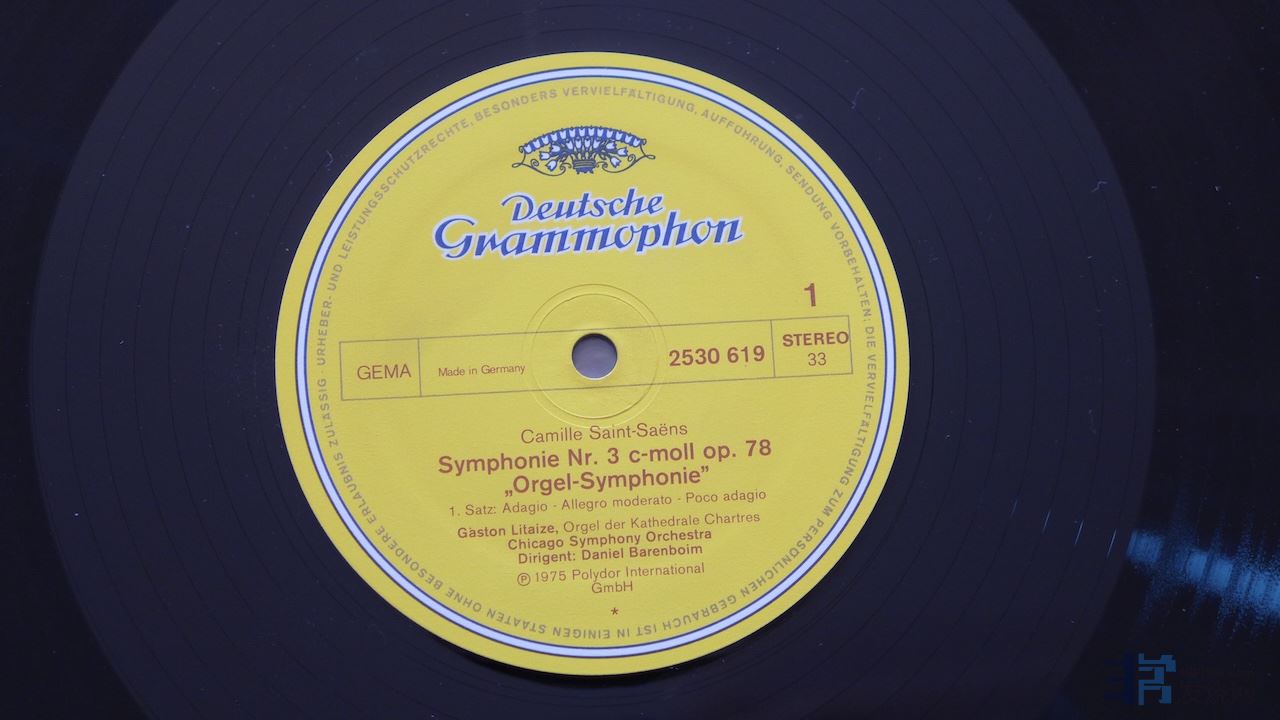 URHEBER- UND LEISTUNGSSCHUTZRECHTE, BESONDERS VERVIELFÄLTIGUNG, AUFFÜHRUNG, SENDUNG VORBEHALTEN; DIE VERVIELFÄLTIGUNG ZUM PERSÖNLICHEN GEBRAUCH IST IN EINIGEN STAATEN OHNE BESONDERE ERLAUBNIS ZULÄSSIG ·
Deutsche
Grammophon
1
GEMA Made in Germany 2530 619 STEREO
33
Camille Saint-Saëns
Symphonie Nr. 3 c-moll op. 78
„Orgel-Symphonie”
1. Satz: Adagio - Allegro moderato - Poco adagio
Gaston Litaize, Orgel der Kathedrale Chartres
Chicago Symphony Orchestra
Dirigent: Daniel Barenboim
℗ 1975 Polydor International
GmbH
*